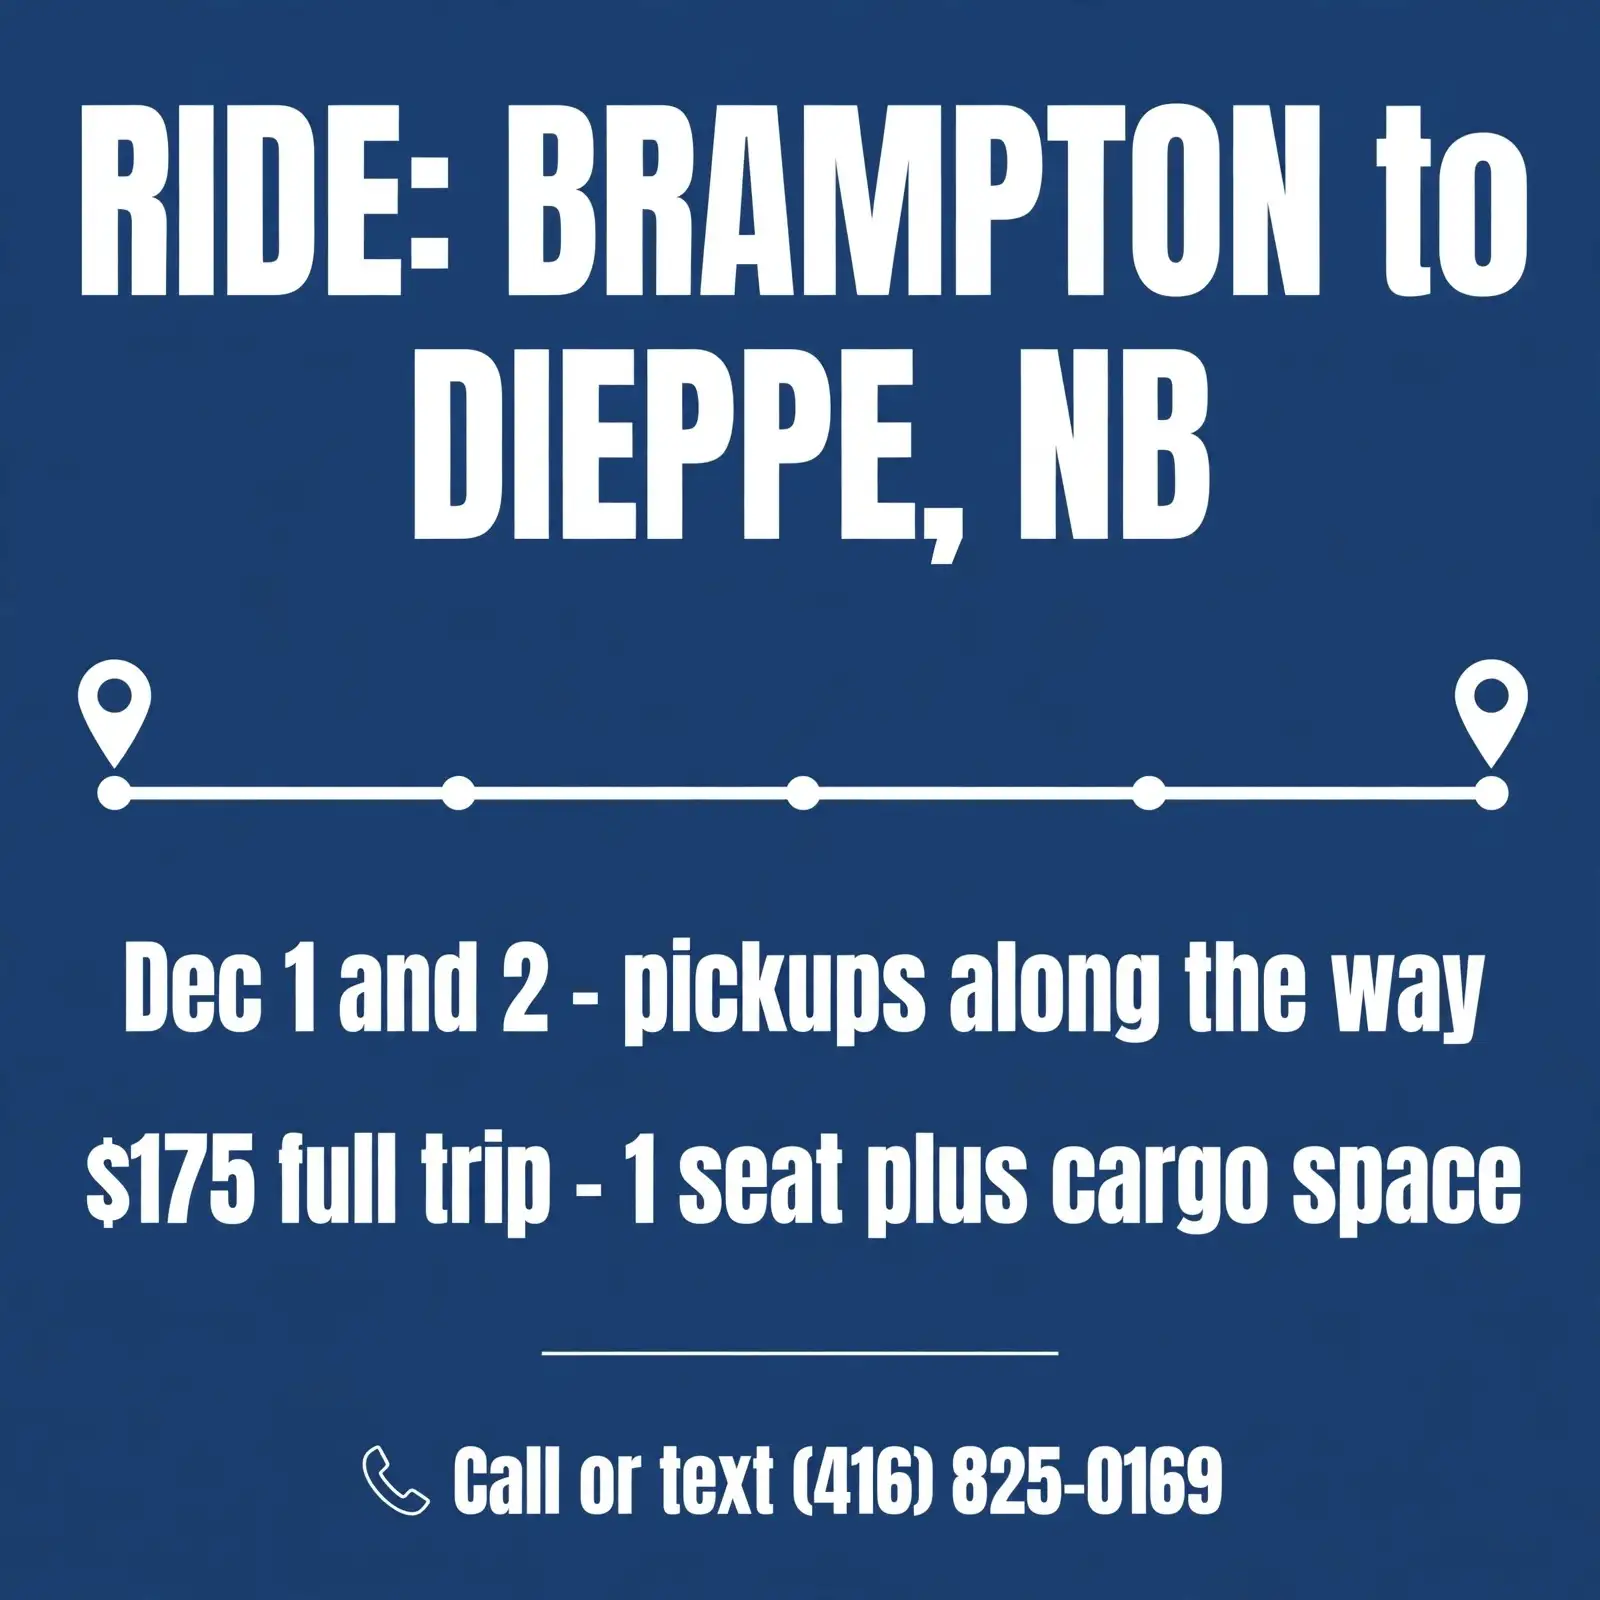 RIDE: BRAMPTON to
DIEPPE, NB
Dec 1 and 2 - pickups along the way
$175 full trip - 1 seat plus cargo space
Call or text (416) 825-0169